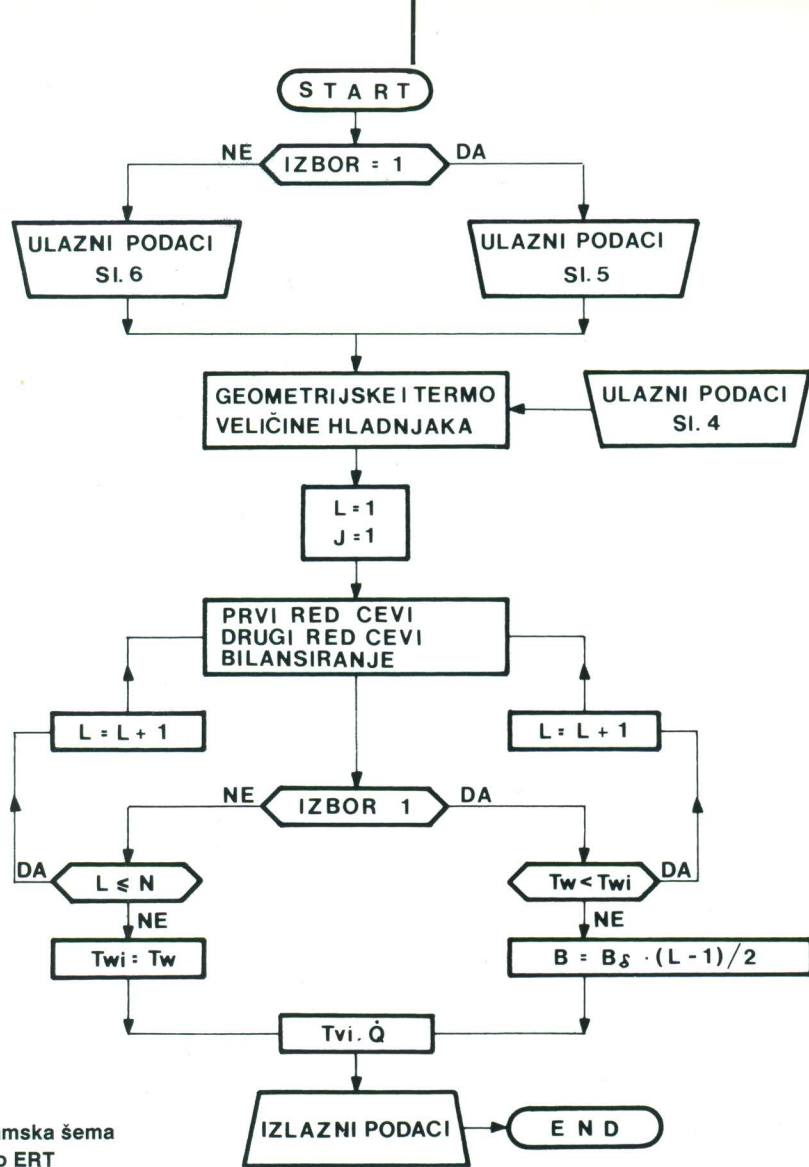 START
NE
IZBOR = 1
DA
ULAZNI PODACI
Sl. 6
ULAZNI PODACI
Sl. 5
GEOMETRIJSKE I TERMO
VELIČINE HLADNJAKA
ULAZNI PODACI
Sl. 4
L = 1
J = 1
PRVI RED CEVI
DRUGI RED CEVI
BILANSIRANJE
L = L + 1
L = L + 1
NE
IZBOR 1
DA
DA
L ≤ N
Tw < Twi
DA
NE
NE
Twi = Tw
B = Bδ · (L - 1)/2
Tvi. Q̇
IZLAZNI PODACI
END
šema
ERT